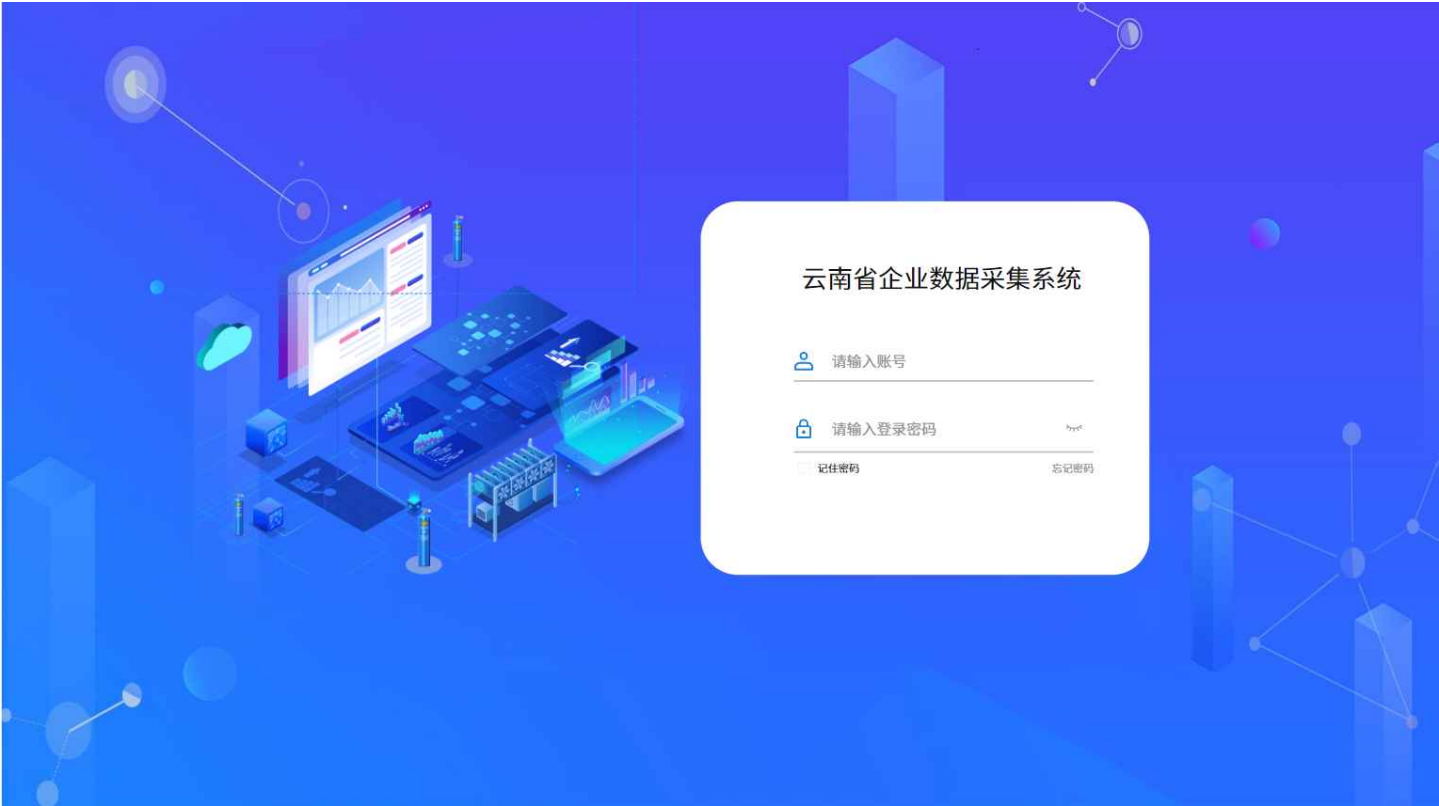 云南省企业数据采集系统
请输入账号
请输入登录密码
记住密码
忘记密码